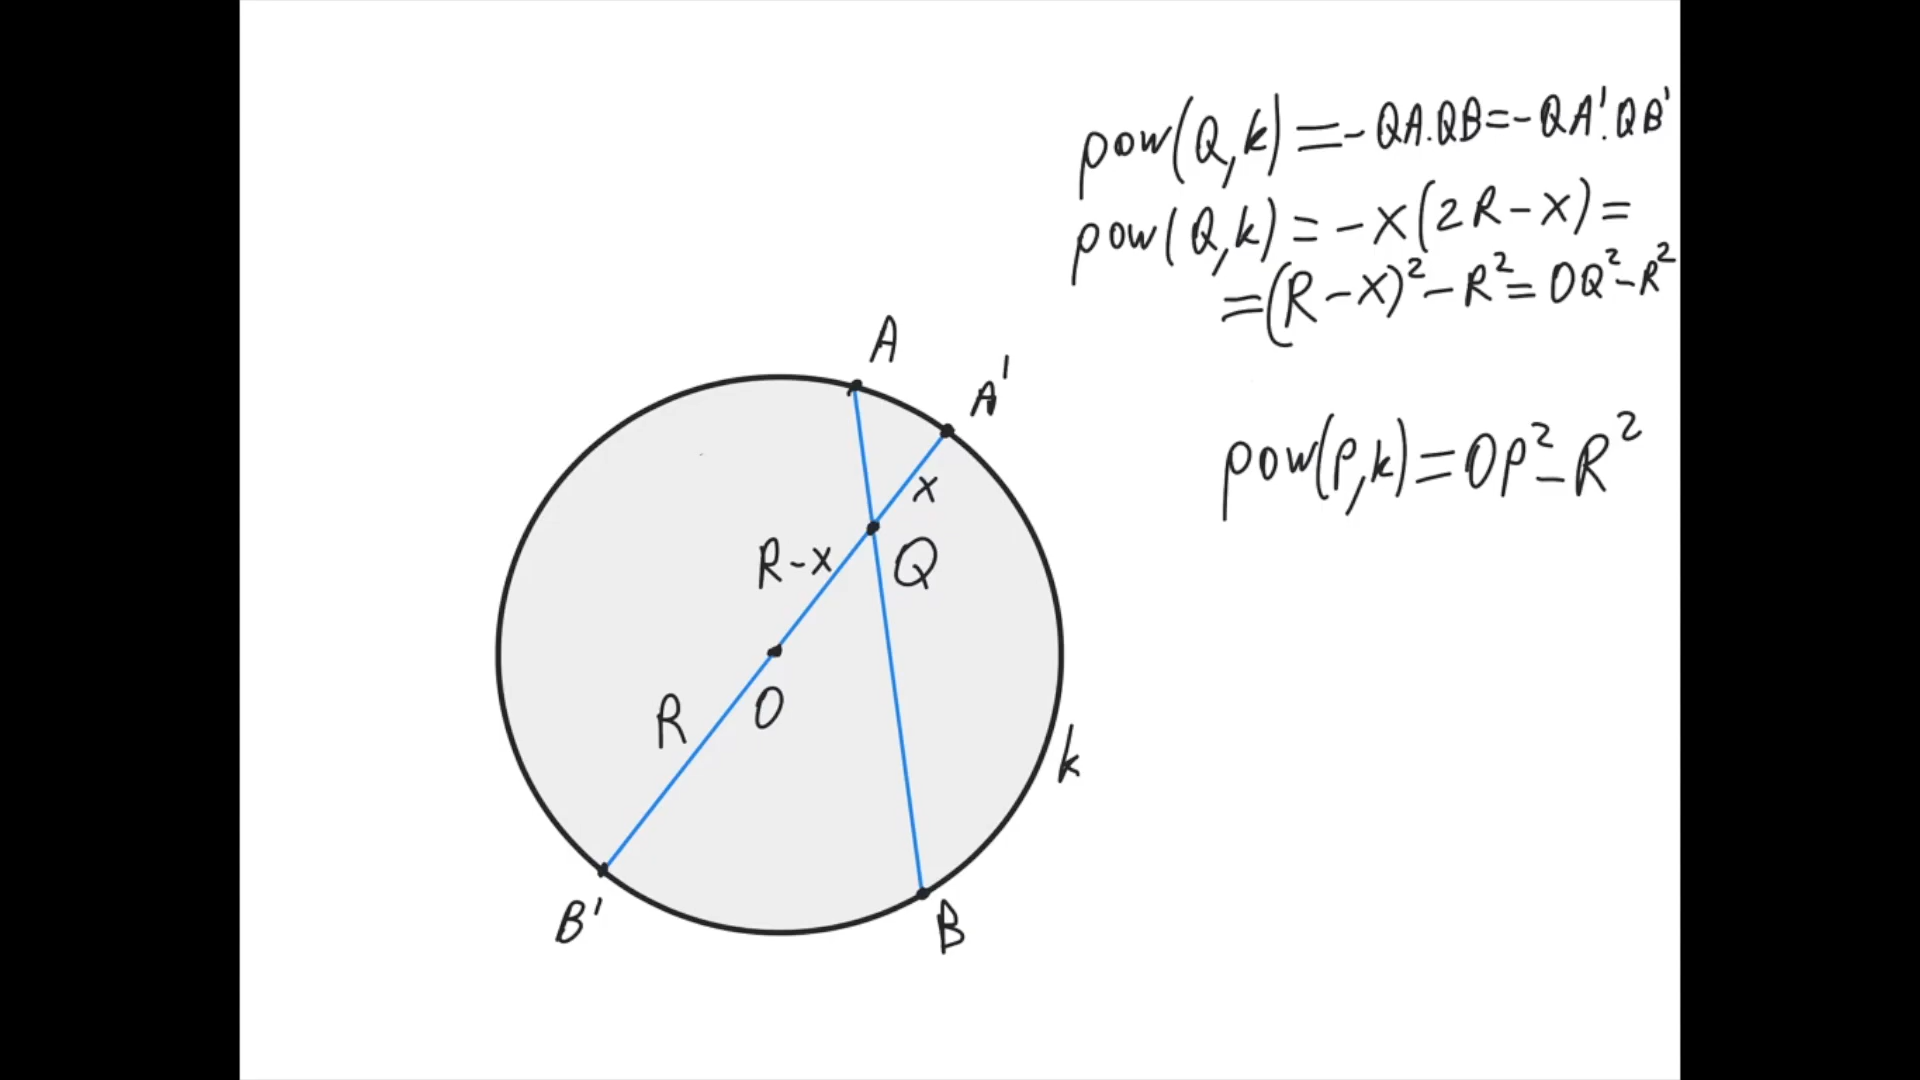 pow(Q,k)=-QA.QB=-QA'.QB'
pow(Q,k)=-x(2R-x)=
=(R-x)²-R²=OQ²-R²
A
A'
pow(P,k)=OP²-R²
x
R-x
Q
O
R
k
B'
B